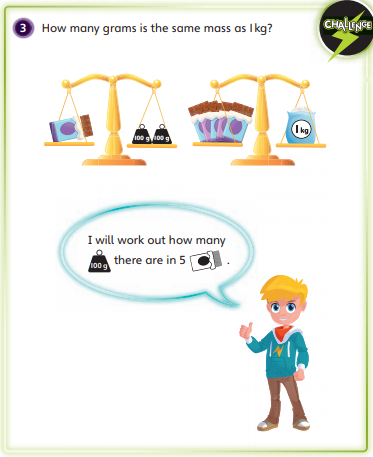 CHALLENGE
3 How many grams is the same mass as 1 kg?
100 g 100 g
1 kg
I will work out how many
100 g there are in 5 .